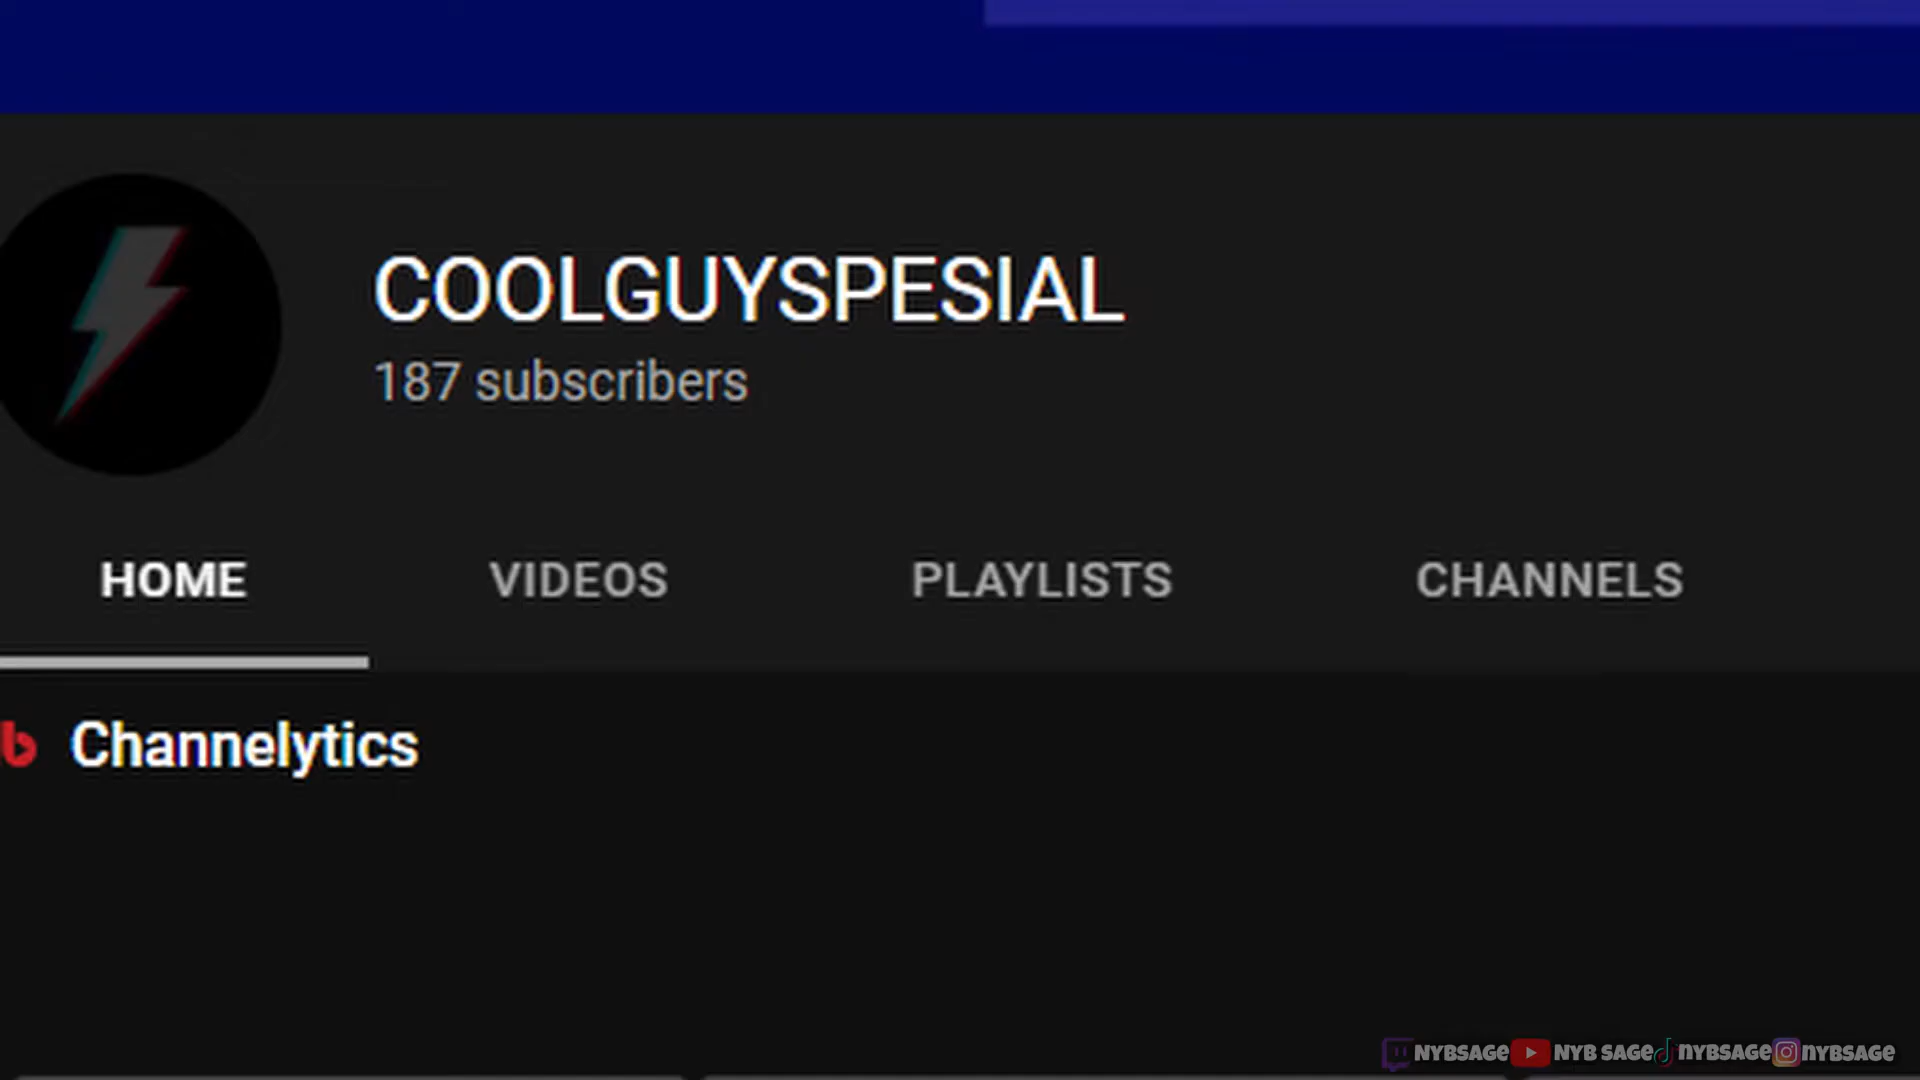 COOLGUYSPESIAL
187 subscribers
HOME VIDEOS PLAYLISTS CHANNELS
b Channelytics
NYBSAGE NYB SAGE NYBSAGE NYBSAGE